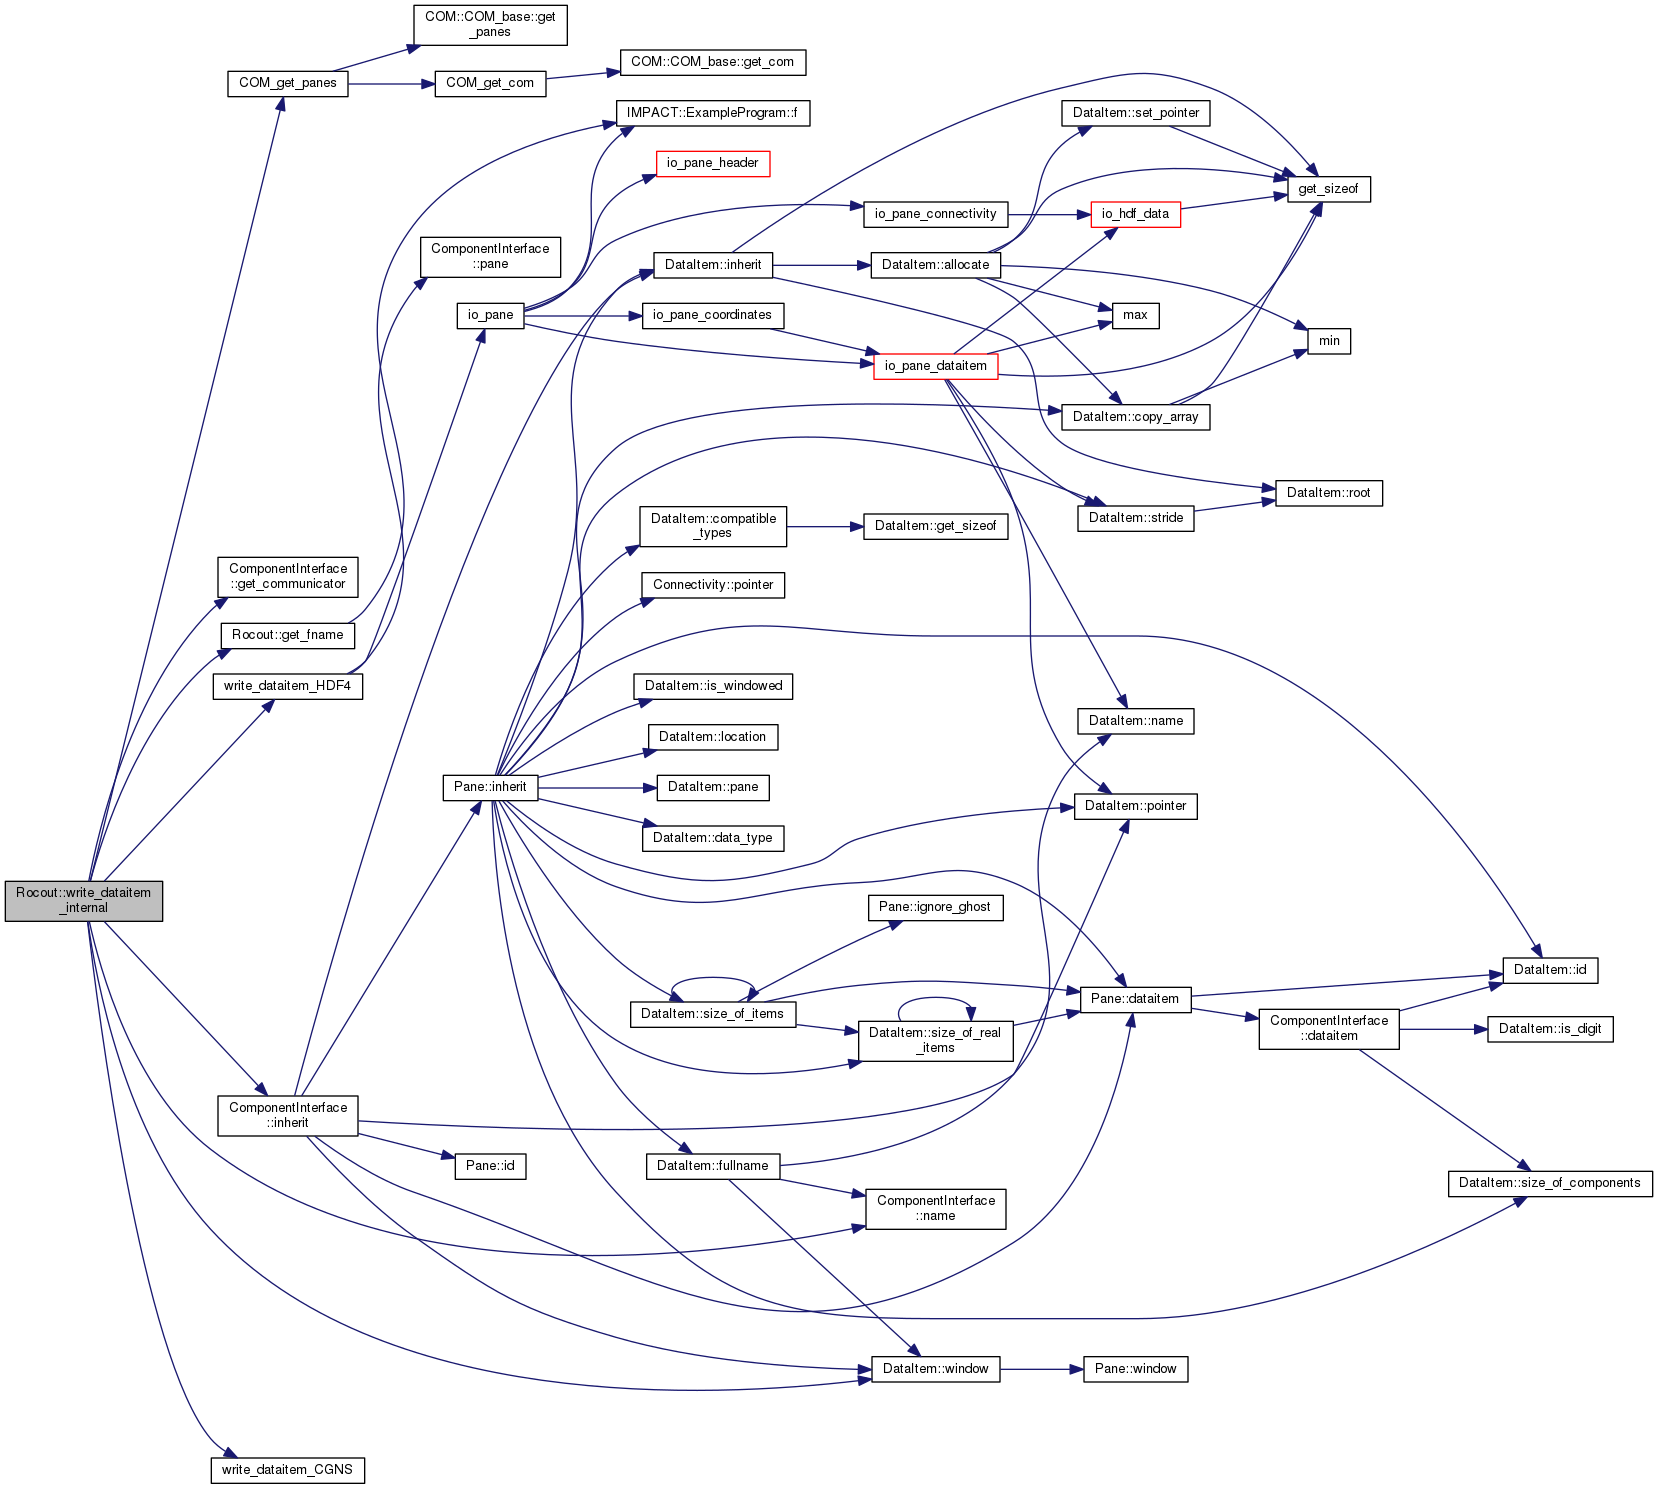 COM::COM_base::get
_panes
COM_get_panes
COM_get_com
COM::COM_base::get_com
IMPACT::ExampleProgram::f
DataItem::set_pointer
io_pane_header
get_sizeof
io_pane_connectivity
io_hdf_data
ComponentInterface
::pane
DataItem::inherit
DataItem::allocate
io_pane
io_pane_coordinates
max
min
io_pane_dataitem
DataItem::copy_array
DataItem::root
DataItem::stride
DataItem::compatible
_types
DataItem::get_sizeof
ComponentInterface
::get_communicator
Connectivity::pointer
Rocout::get_fname
write_dataitem_HDF4
DataItem::is_windowed
DataItem::name
DataItem::location
Pane::inherit
DataItem::pane
DataItem::pointer
DataItem::data_type
Rocout::write_dataitem
_internal
Pane::ignore_ghost
DataItem::id
Pane::dataitem
DataItem::size_of_items
DataItem::size_of_real
_items
ComponentInterface
::dataitem
DataItem::is_digit
ComponentInterface
::inherit
Pane::id
DataItem::fullname
DataItem::size_of_components
ComponentInterface
::name
DataItem::window
Pane::window
write_dataitem_CGNS